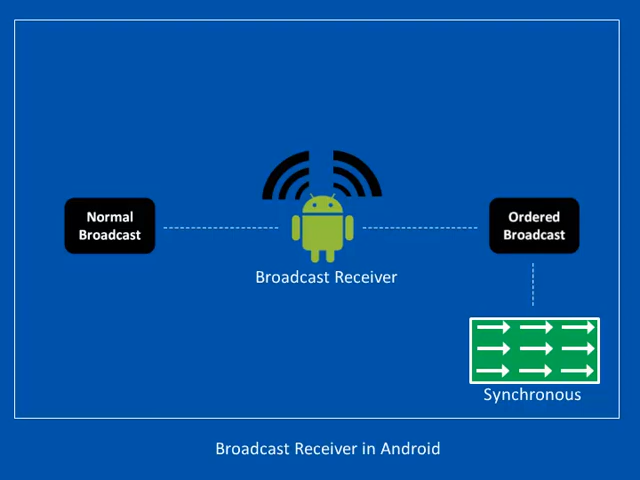 Normal
Broadcast
Ordered
Broadcast
Broadcast Receiver
Synchronous
Broadcast Receiver in Android